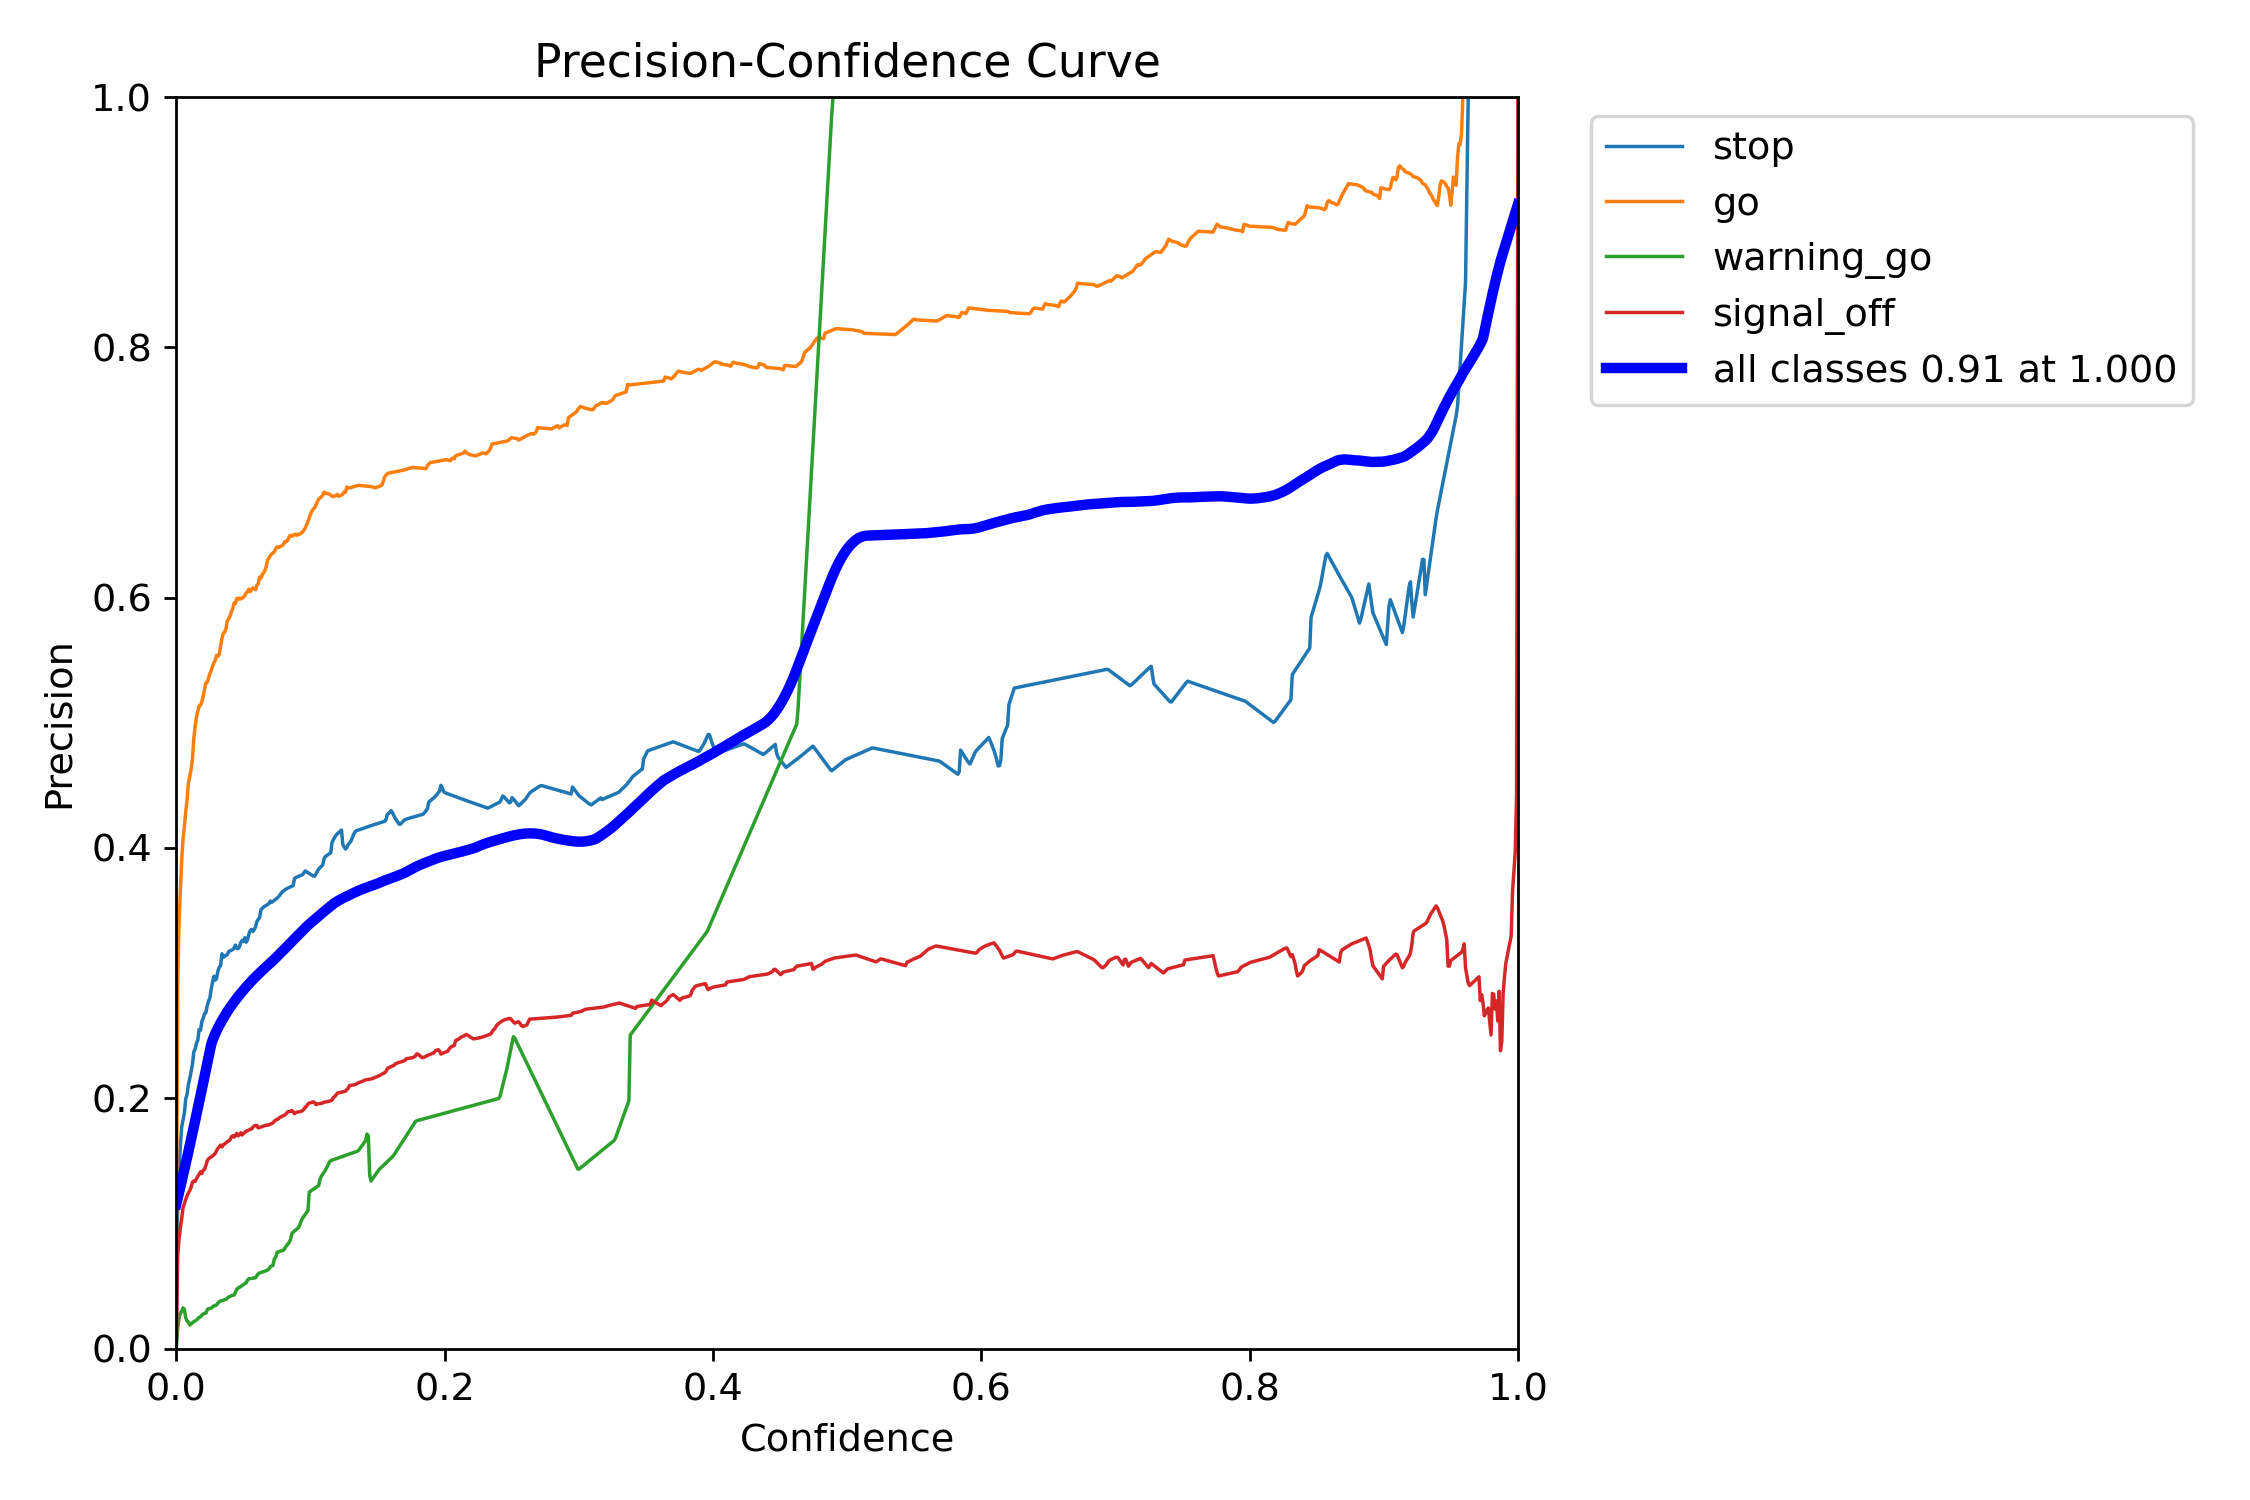 Precision-Confidence Curve
1.0
0.8
0.6
0.4
0.2
0.0
Precision
0.0 0.2 0.4 0.6 0.8 1.0
Confidence
stop
go
warning_go
signal_off
all classes 0.91 at 1.000